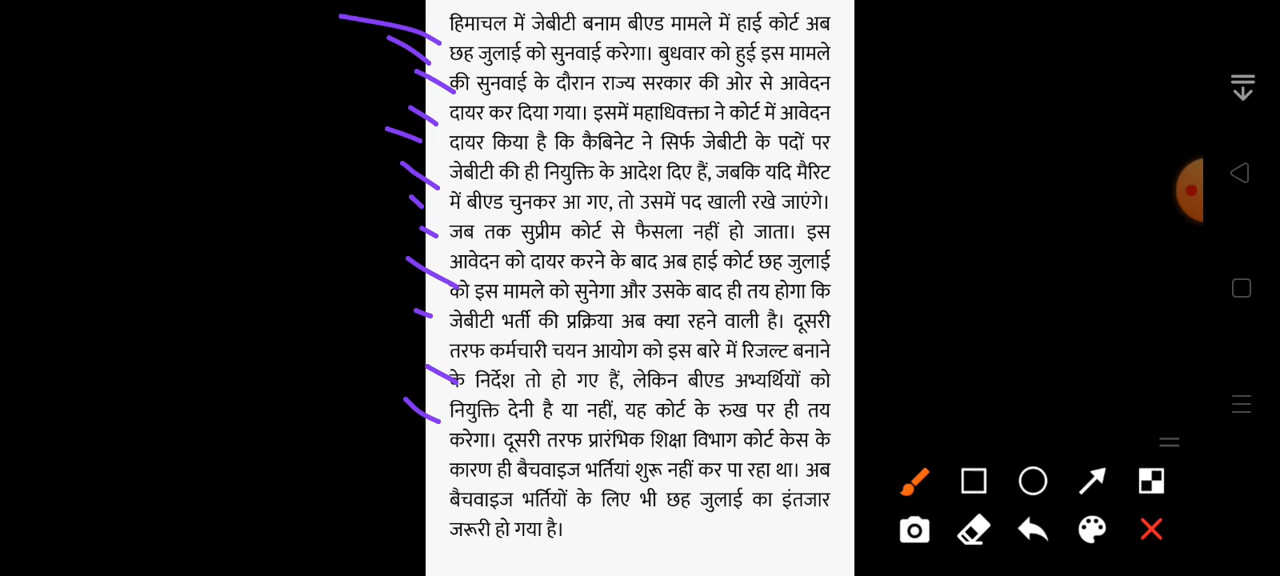 हिमाचल में जेबीटी बनाम बीएड मामले में हाई कोर्ट अब
छह जुलाई को सुनवाई करेगा। बुधवार को हुई इस मामले
की सुनवाई के दौरान राज्य सरकार की ओर से आवेदन
दायर कर दिया गया। इसमें महाधिवक्ता ने कोर्ट में आवेदन
दायर किया है कि कैबिनेट ने सिर्फ जेबीटी के पदों पर
जेबीटी की ही नियुक्ति के आदेश दिए हैं, जबकि यदि मैरिट
में बीएड चुनकर आ गए, तो उसमें पद खाली रखे जाएंगे।
जब तक सुप्रीम कोर्ट से फैसला नहीं हो जाता। इस
आवेदन को दायर करने के बाद अब हाई कोर्ट छह जुलाई
को इस मामले को सुनेगा और उसके बाद ही तय होगा कि
जेबीटी भर्ती की प्रक्रिया अब क्या रहने वाली है। दूसरी
तरफ कर्मचारी चयन आयोग को इस बारे में रिजल्ट बनाने
के निर्देश तो हो गए हैं, लेकिन बीएड अभ्यर्थियों को
नियुक्ति देनी है या नहीं, यह कोर्ट के रुख पर ही तय
करेगा। दूसरी तरफ प्रारंभिक शिक्षा विभाग कोर्ट केस के
कारण ही बैचवाइज भर्तियां शुरू नहीं कर पा रहा था। अब
बैचवाइज भर्तियों के लिए भी छह जुलाई का इंतजार
जरूरी हो गया है।